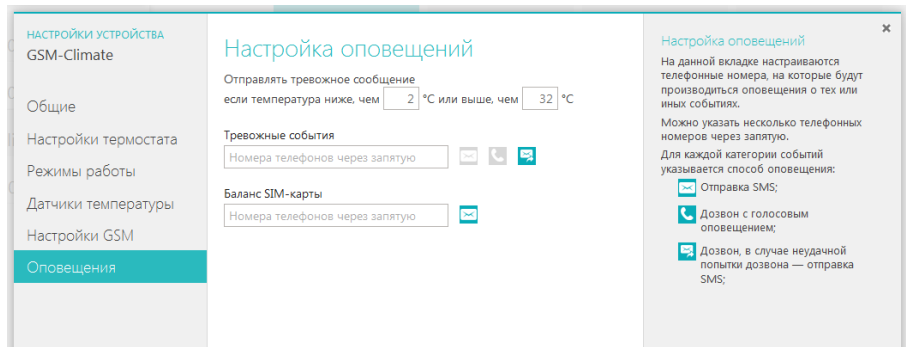 НАСТРОЙКИ УСТРОЙСТВА
GSM-Climate
Общие
Настройки термостата
Режимы работы
Датчики температуры
Настройки GSM
Оповещения
Настройка оповещений
Отправлять тревожное сообщение
если температура ниже, чем 2 °C или выше, чем 32 °C
Тревожные события
Номера телефонов через запятую
Баланс SIM-карты
Номера телефонов через запятую
Настройка оповещений
На данной вкладке настраиваются
телефонные номера, на которые будут
производиться оповещения о тех или
иных событиях.
Можно указать несколько телефонных
номеров через запятую.
Для каждой категории событий
указывается способ оповещения:
Отправка SMS;
Дозвон с голосовым
оповещением;
Дозвон, в случае неудачной
попытки дозвона — отправка
SMS;